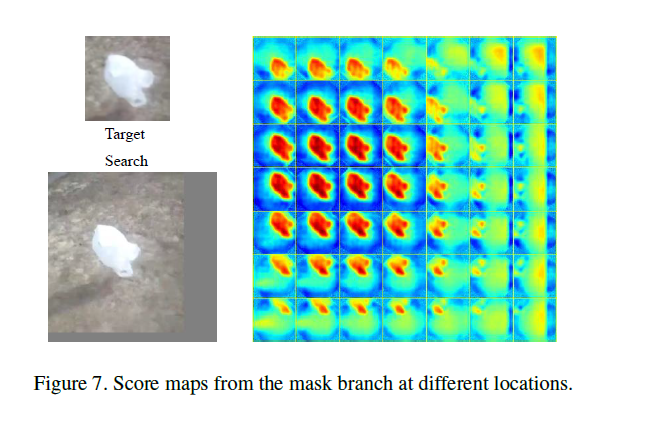 Target
Search
Figure 7. Score maps from the mask branch at different locations.